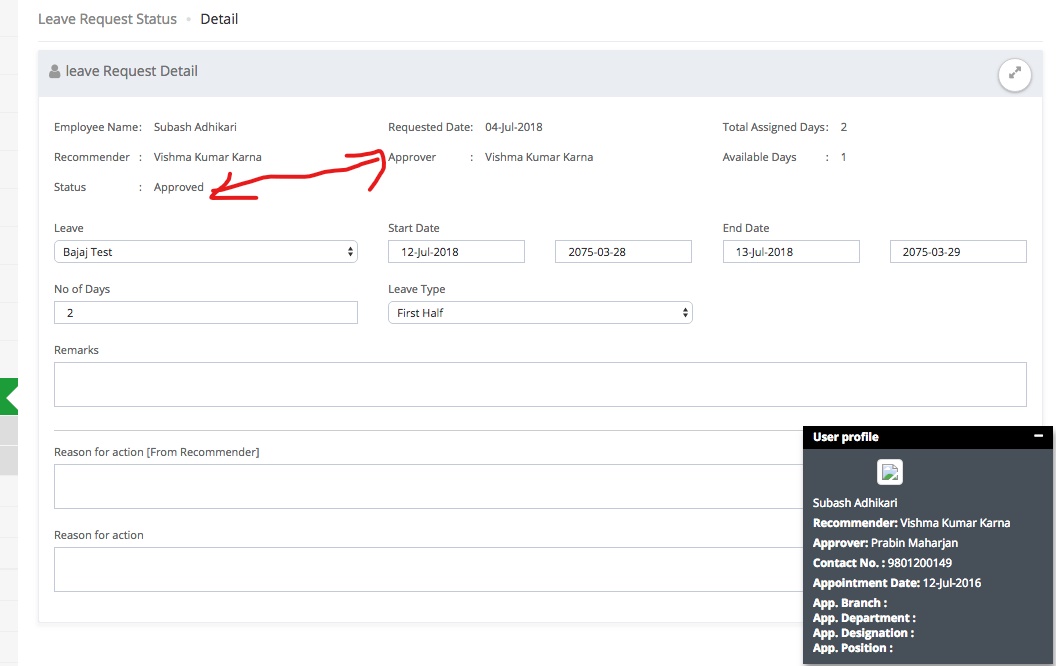 Leave Request Status • Detail
leave Request Detail
Employee Name: Subash Adhikari Requested Date: 04-Jul-2018 Total Assigned Days: 2
Recommender : Vishma Kumar Karna Approver : Vishma Kumar Karna Available Days : 1
Status : Approved
Leave Start Date End Date
Bajaj Test 12-Jul-2018 2075-03-28 13-Jul-2018 2075-03-29
No of Days Leave Type
2 First Half
Remarks
Reason for action [From Recommender]
Reason for action
User profile
Subash Adhikari
Recommender: Vishma Kumar Karna
Approver: Prabin Maharjan
Contact No. : 9801200149
Appointment Date: 12-Jul-2016
App. Branch :
App. Department :
App. Designation :
App. Position :